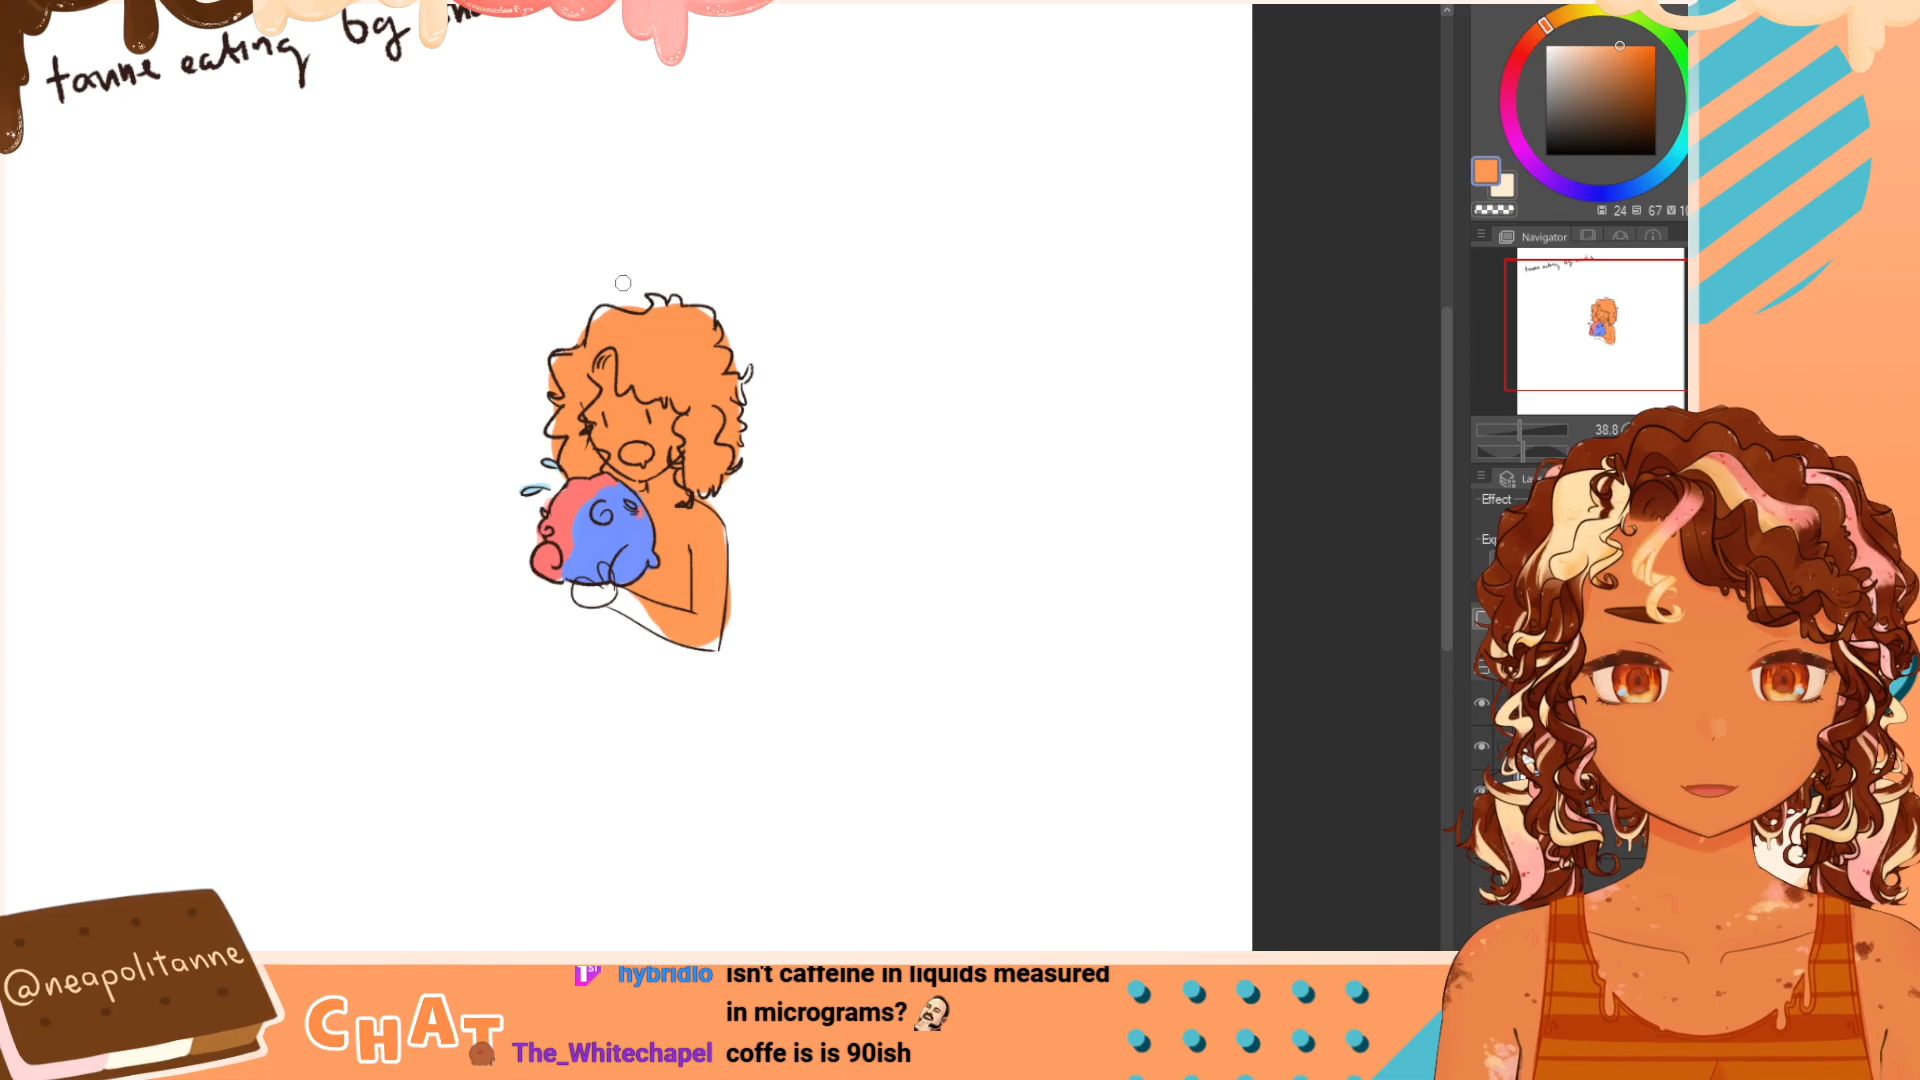 tanne eating bg
24 67
Navigator
38.8
Effect
@neapolitanne
CHAT
hybridlo isn't caffeine in liquids measured
in micrograms?
The_Whitechapel coffe is is 90ish